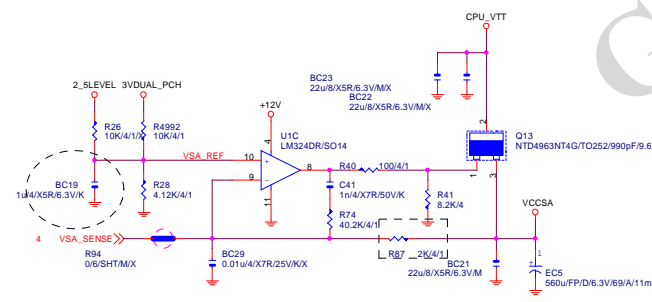 CPU_VTT
BC23
22u/8/X5R/6.3V/M/X
BC22
22u/8/X5R/6.3V/M/X
2_5LEVEL 3VDUAL_PCH
+12V
2
R26
10K/4/1/X
R4992
10K/4/1
U1C
LM324DR/SO14
Q13
NTD4963NT4G/TO252/990pF/9.6
4
VSA_REF
10
+
8
R40
100/4/1
1
3
9
-
11
BC19
1u/4/X5R/6.3V/K
R28
4.12K/4/1
C41
1n/4/X7R/50V/K
R41
8.2K/4
VCCSA
R74
40.2K/4/1
4 VSA_SENSE
R94
0/6/SHT/M/X
BC29
0.01u/4/X7R/25V/K/X
R87 2K/4/1
BC21
22u/8/X5R/6.3V/M
1
EC5
560u/FP/D/6.3V/69/A/11m